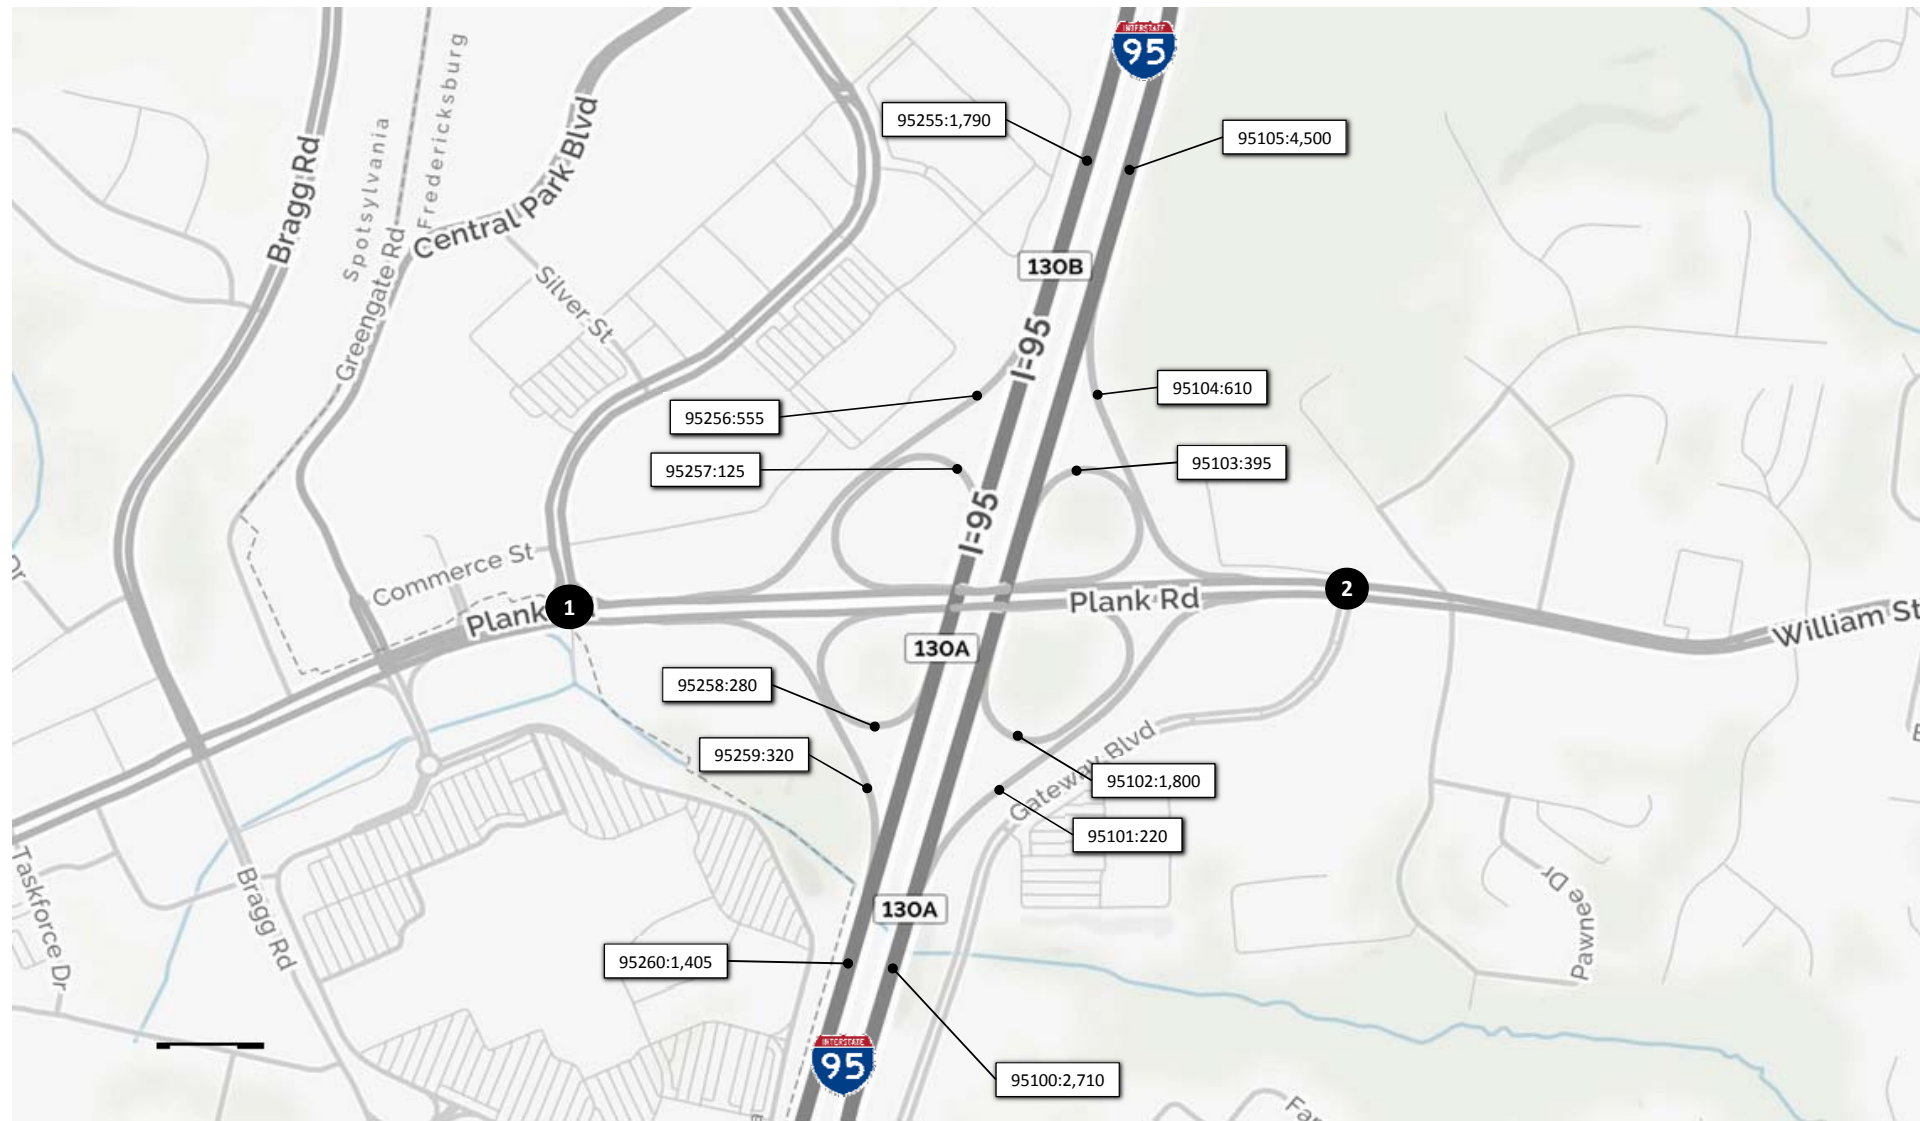 INTERSTATE
95
95255:1,790
95105:4,500
Bragg Rd
Spotsylvania
Fredericksburg
Central Park Blvd
Greengate Rd
Silver St
130B
I-95
95104:610
95256:555
95103:395
95257:125
I-95
Commerce St
Plank
1
2
Plank Rd
William St
130A
95258:280
95259:320
Gateway Blvd
95102:1,800
95101:220
Pawnee Dr
Taskforce Dr
Bragg Rd
130A
95260:1,405
INTERSTATE
95
95100:2,710